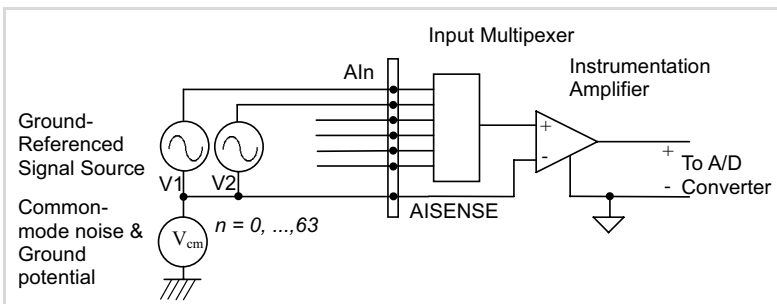 Input Multipexer
AIn
Instrumentation
Amplifier
Ground-
Referenced
Signal Source
V1
V2
+
-
+
To A/D
-
Converter
AISENSE
Common-
mode noise &
Ground
potential
Vcm
n = 0, ...,63